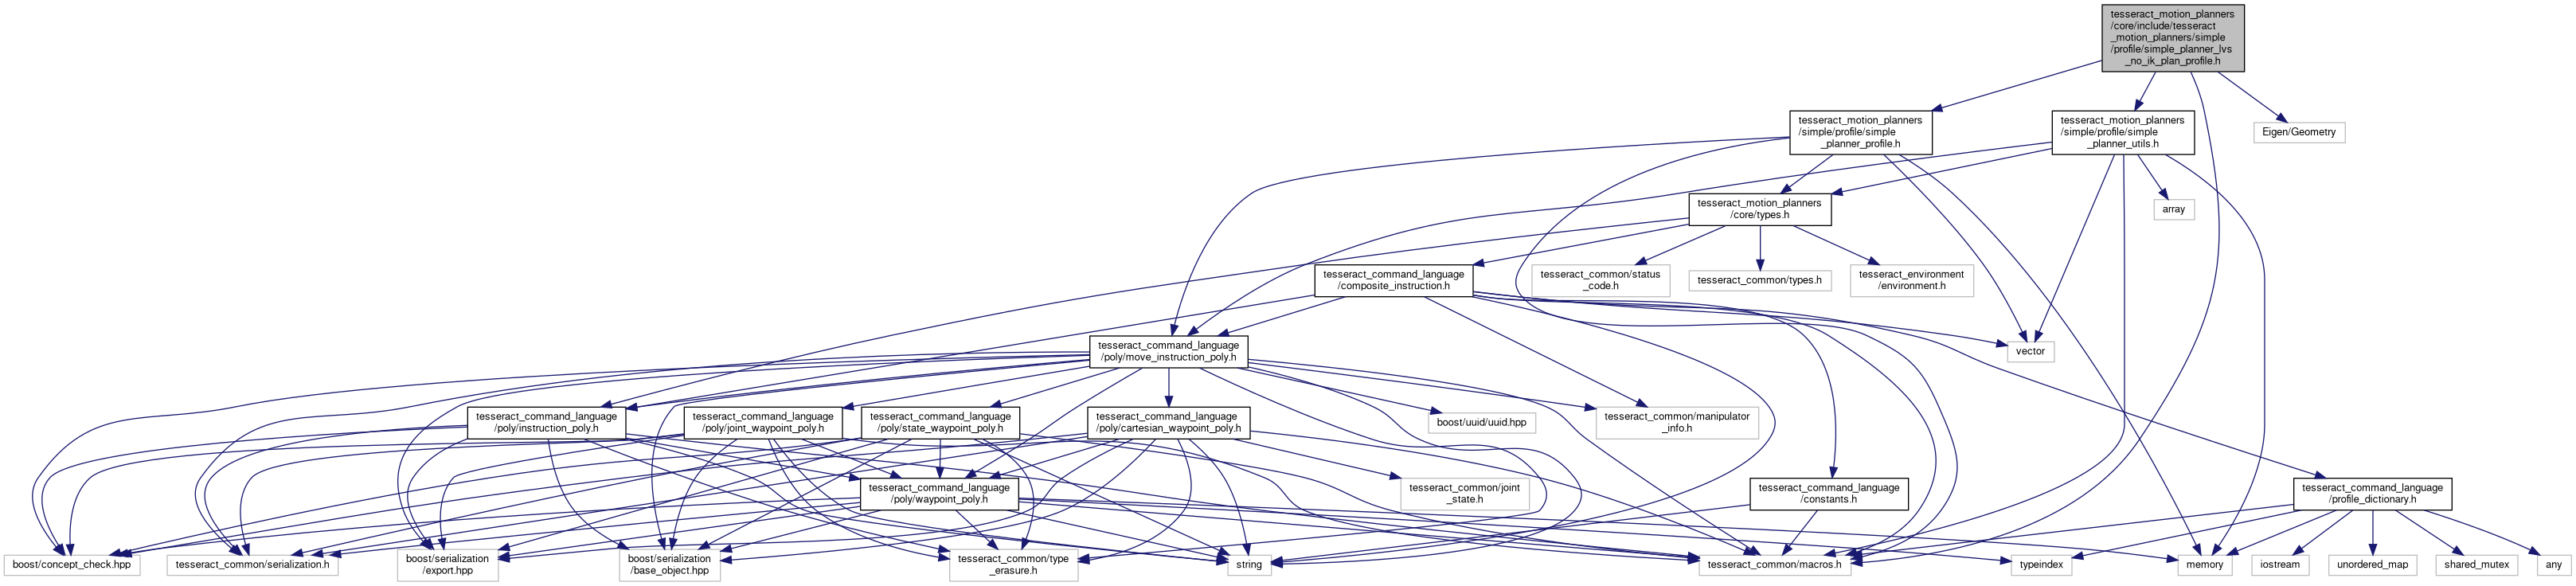 tesseract_motion_planners
/core/include/tesseract
_motion_planners/simple
/profile/simple_planner_lvs
_no_ik_plan_profile.h
tesseract_motion_planners
/simple/profile/simple
_planner_profile.h
tesseract_motion_planners
/simple/profile/simple
_planner_utils.h
Eigen/Geometry
tesseract_motion_planners
/core/types.h
array
tesseract_command_language
/composite_instruction.h
tesseract_common/status
_code.h
tesseract_common/types.h
tesseract_environment
/environment.h
tesseract_command_language
/poly/move_instruction_poly.h
vector
tesseract_command_language
/poly/instruction_poly.h
tesseract_command_language
/poly/joint_waypoint_poly.h
tesseract_command_language
/poly/state_waypoint_poly.h
tesseract_command_language
/poly/cartesian_waypoint_poly.h
boost/uuid/uuid.hpp
tesseract_common/manipulator
_info.h
tesseract_command_language
/poly/waypoint_poly.h
tesseract_common/joint
_state.h
tesseract_command_language
/constants.h
tesseract_command_language
/profile_dictionary.h
boost/concept_check.hpp
tesseract_common/serialization.h
boost/serialization
/export.hpp
boost/serialization
/base_object.hpp
tesseract_common/type
_erasure.h
string
tesseract_common/macros.h
typeindex
memory
iostream
unordered_map
shared_mutex
any